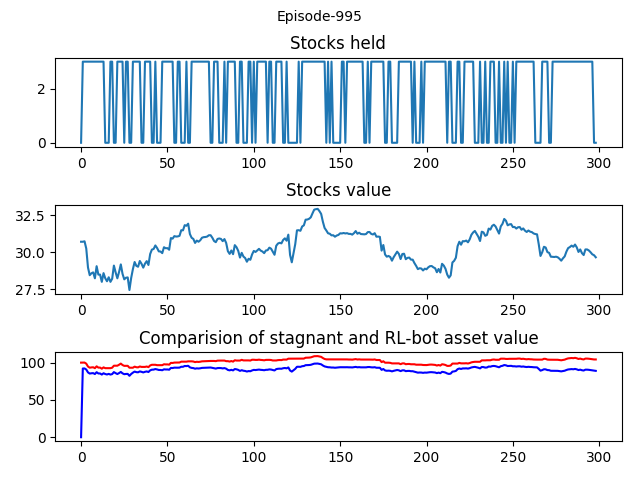 Episode-995
Stocks held
2
0
0 50 100 150 200 250 300
Stocks value
32.5
30.0
27.5
0 50 100 150 200 250 300
Comparision of stagnant and RL-bot asset value
100
50
0
0 50 100 150 200 250 300